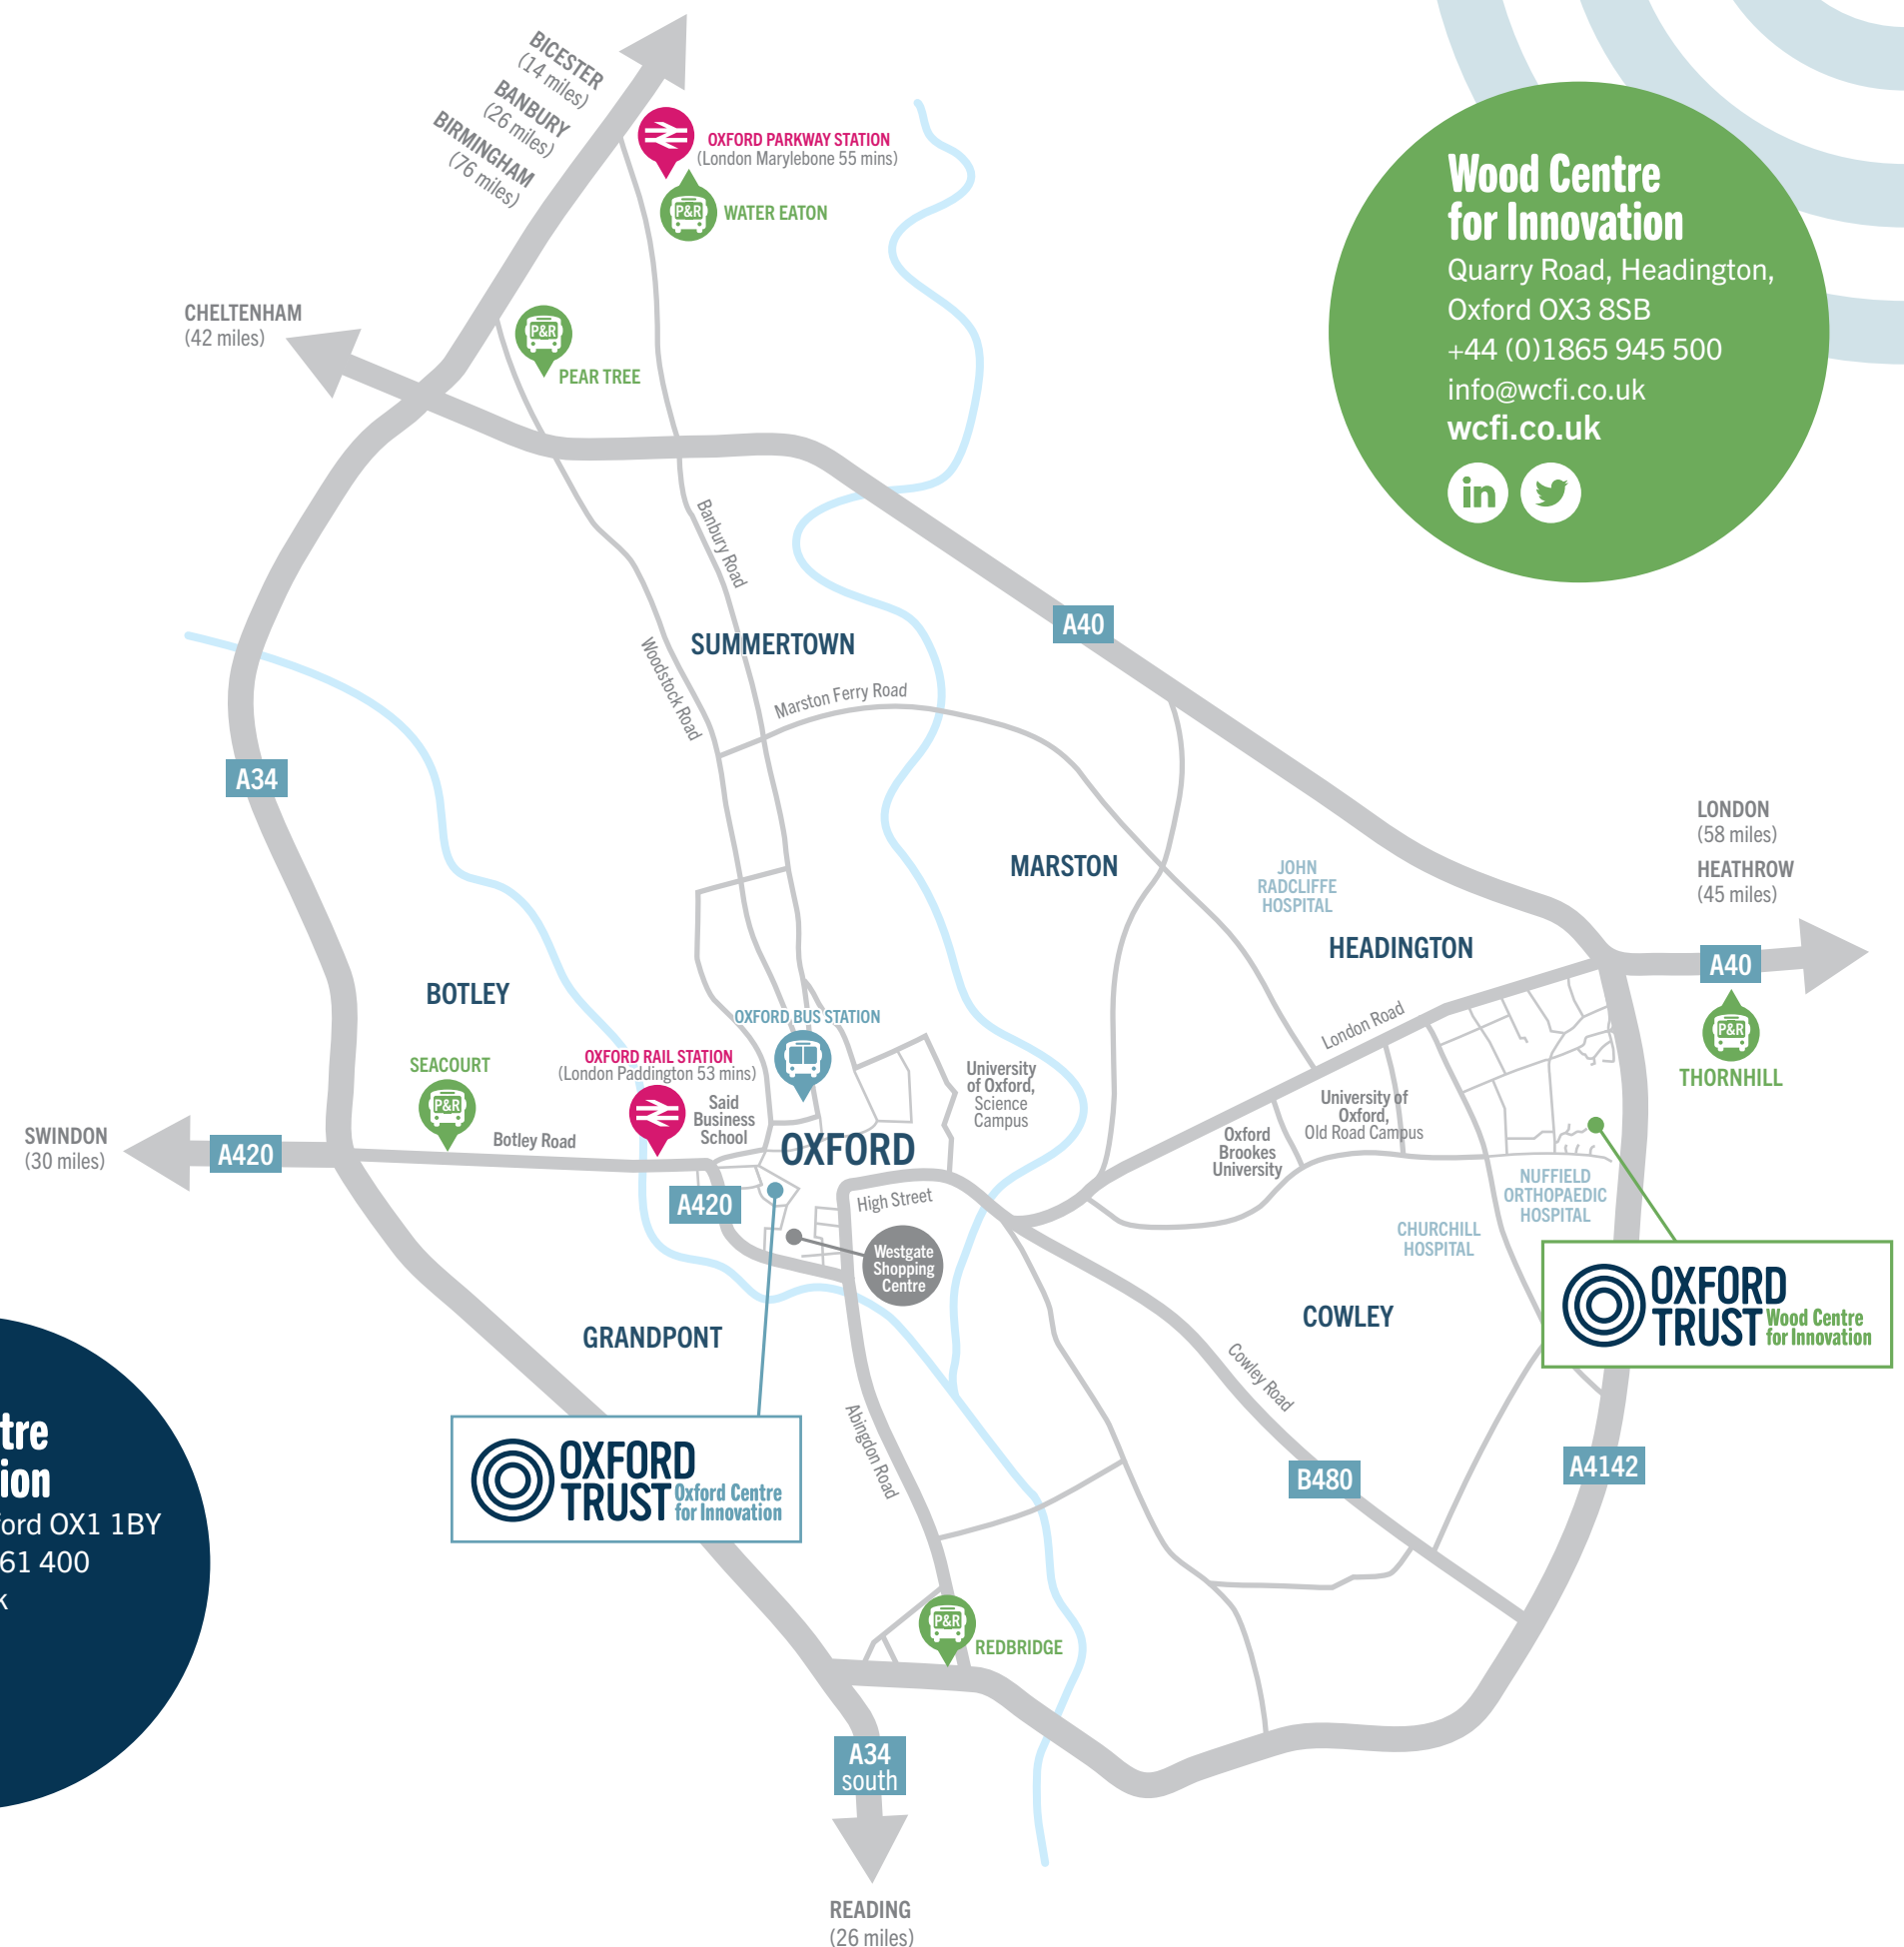 BICESTER
(14 miles)
BANBURY
(26 miles)
BIRMINGHAM
(76 miles)
OXFORD PARKWAY STATION
(London Marylebone 55 mins)
P&R
WATER EATON
Wood Centre
for Innovation
Quarry Road, Headington,
Oxford OX3 8SB
+44 (0)1865 945 500
info@wcfi.co.uk
wcfi.co.uk
in
CHELTENHAM
(42 miles)
P&R
PEAR TREE
Banbury Road
A40
SUMMERTOWN
Woodstock Road
Marston Ferry Road
A34
LONDON
(58 miles)
HEATHROW
(45 miles)
MARSTON
JOHN
RADCLIFFE
HOSPITAL
HEADINGTON
A40
P&R
THORNHILL
BOTLEY
OXFORD BUS STATION
London Road
SEACOURT
P&R
OXFORD RAIL STATION
(London Paddington 53 mins)
Said
Business
School
University
of Oxford,
Science
Campus
University of
Oxford,
Old Road Campus
Oxford
Brookes
University
SWINDON
(30 miles)
A420
Botley Road
OXFORD
A420
High Street
NUFFIELD
ORTHOPAEDIC
HOSPITAL
CHURCHILL
HOSPITAL
Westgate
Shopping
Centre
GRANDPONT
COWLEY
OXFORD
TRUST
Wood Centre
for Innovation
Cowley Road
Abingdon Road
tre
ion
ford OX1 1BY
61 400
k
OXFORD
TRUST
Oxford Centre
for Innovation
B480
A4142
P&R
REDBRIDGE
A34
south
READING
(26 miles)